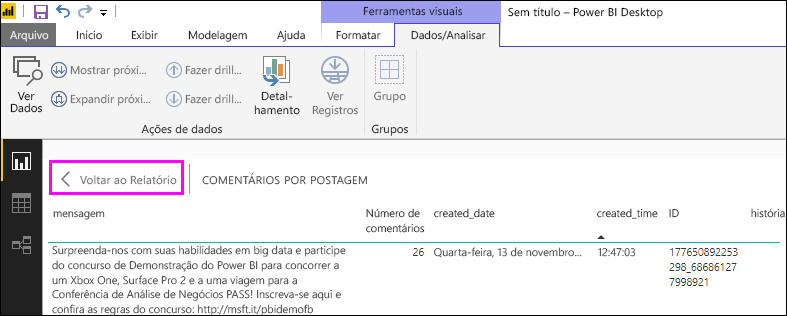 Ferramentas visuais
Sem título – Power BI Desktop
Arquivo Início Exibir Modelagem Ajuda Formatar Dados/Analisar
Ver Dados
Mostrar próxi...
Expandir próxi...
Fazer drill...
Fazer drill...
Detal-
hamento
Ver
Registros
Grupo
Ações de dados
Grupos
Voltar ao Relatório
COMENTÁRIOS POR POSTAGEM
mensagem
Número de
comentários
created_date
created_time
ID
história
Surpreenda-nos com suas habilidades em big data e participe
do concurso de Demonstração do Power BI para concorrer a
um Xbox One, Surface Pro 2 e a uma viagem para a
Conferência de Análise de Negócios PASS! Inscreva-se aqui e
confira as regras do concurso: http://msft.it/pbidemofb
26
Quarta-feira, 13 de novembro...
12:47:03
177650892253
298_68686127
7998921